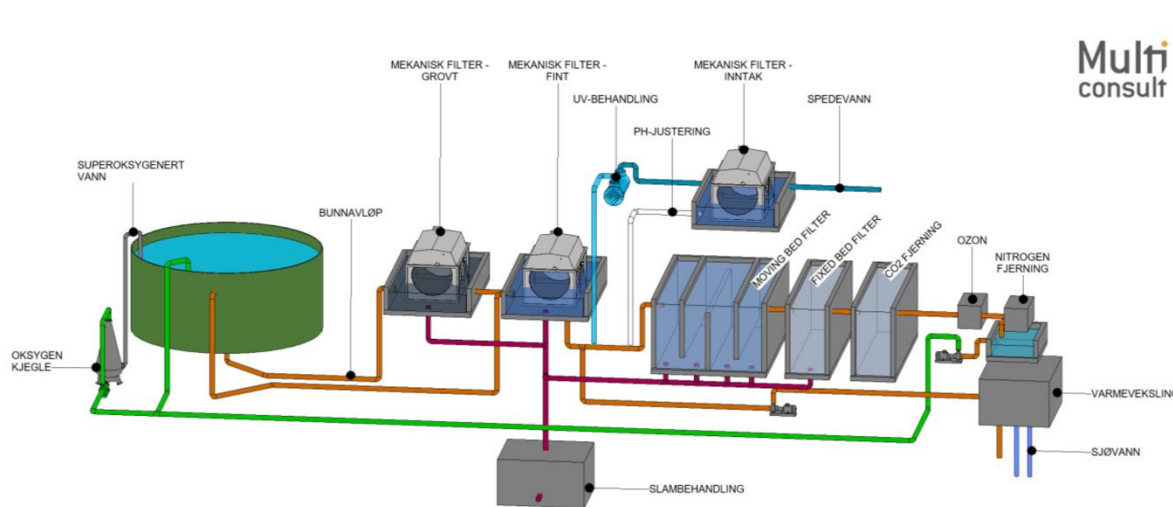 Multi
consult
MEKANISK FILTER -
GROVT
MEKANISK FILTER -
FINT
MEKANISK FILTER -
INNTAK
UV-BEHANDLING
SPEDEVANN
PH-JUSTERING
SUPEROKSYGENERT
VANN
BUNNAVLØP
MOVING BED FILTER
FIXED BED FILTER
CO2 FJERNING
OZON
NITROGEN
FJERNING
OKSYGEN
KJEGLE
VARMEVEKSLING
SJØVANN
SLAMBEHANDLING